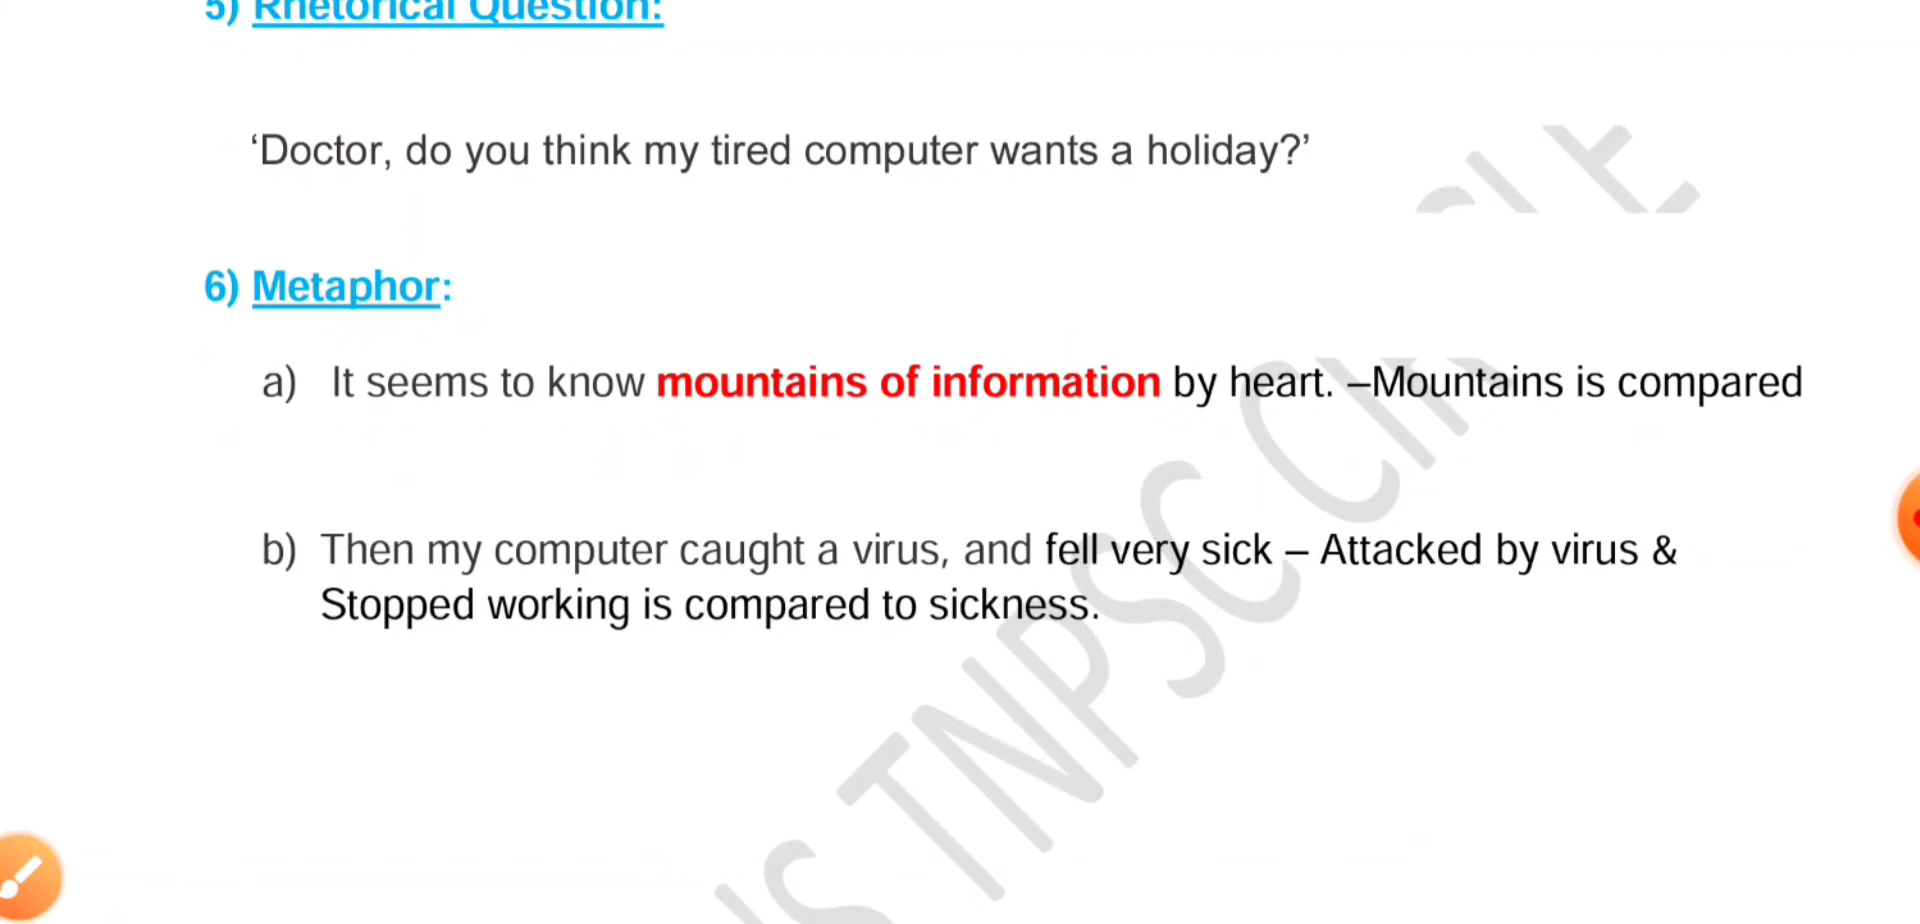 5) Rhetorical Question:
‘Doctor, do you think my tired computer wants a holiday?’
6) Metaphor:
a) It seems to know mountains of information by heart. –Mountains is compared
b) Then my computer caught a virus, and fell very sick – Attacked by virus &
Stopped working is compared to sickness.
TNPSC